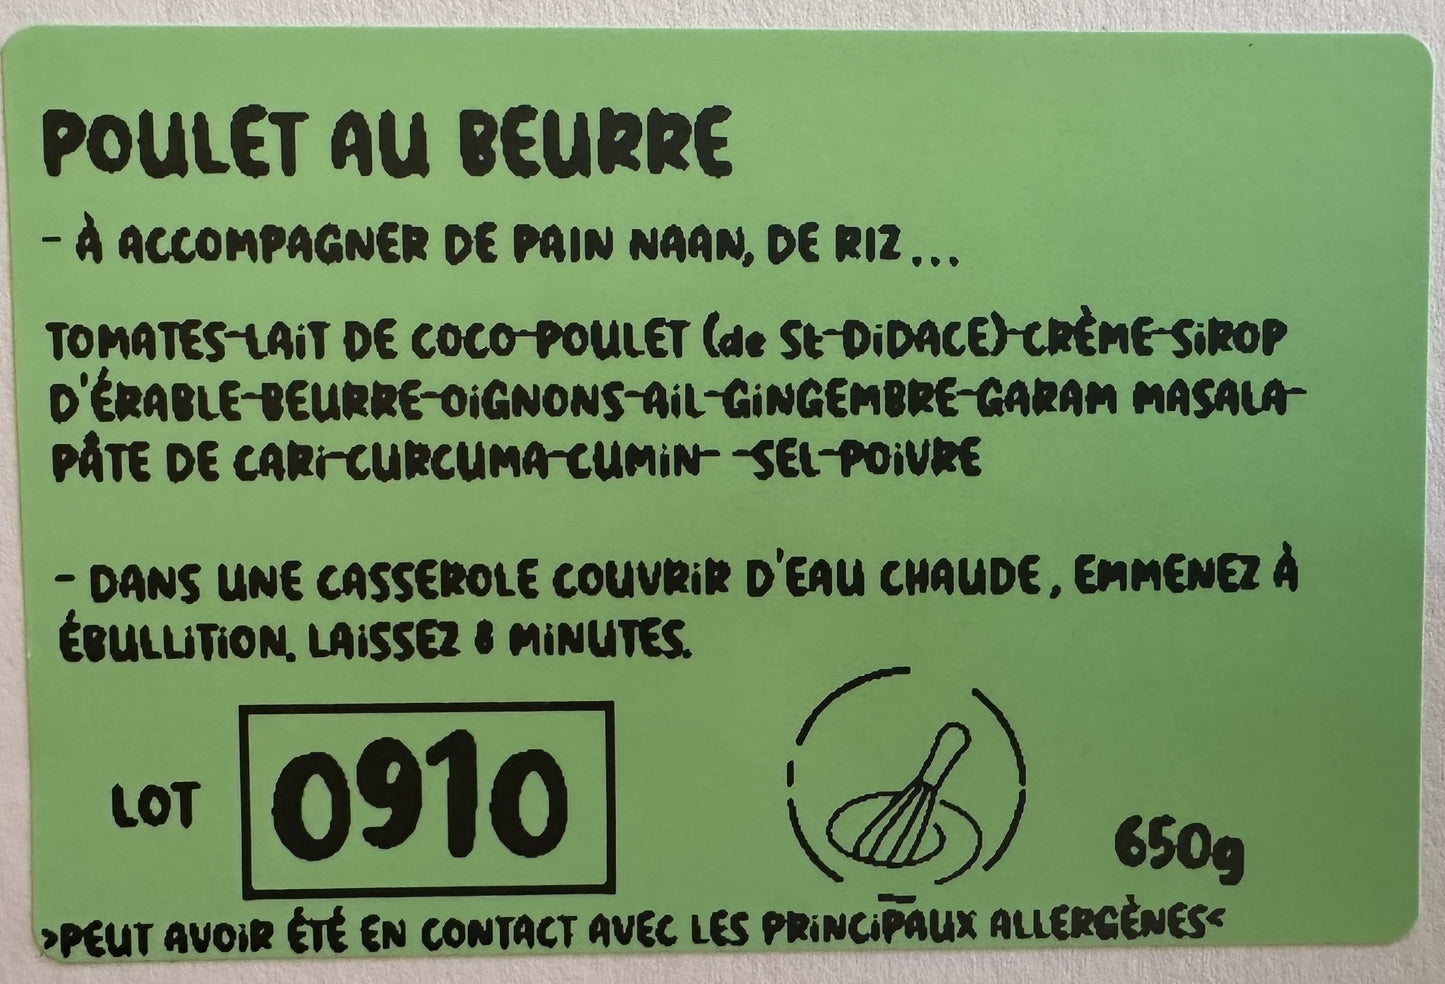 POULET AU BEURRE
- À ACCOMPAGNER DE PAIN NAAN, DE RIZ...
TOMATES-LAIT DE COCO-POULET (de St-DIDACE)-CRÈME-SIROP
D'ÉRABLE-BEURRE-OIGNONS-AIL-GINGEMBRE-GARAM MASALA-
PÂTE DE CARI-CURCUMA-CUMIN- -SEL-POIVRE
- DANS UNE CASSEROLE COUVRIR D'EAU CHAUDE, EMMENEZ À
ÉBULLITION. LAISSEZ 8 MINUTES.
LOT 0910
650g
>PEUT AVOIR ÉTÉ EN CONTACT AVEC LES PRINCIPAUX ALLERGÈNES<